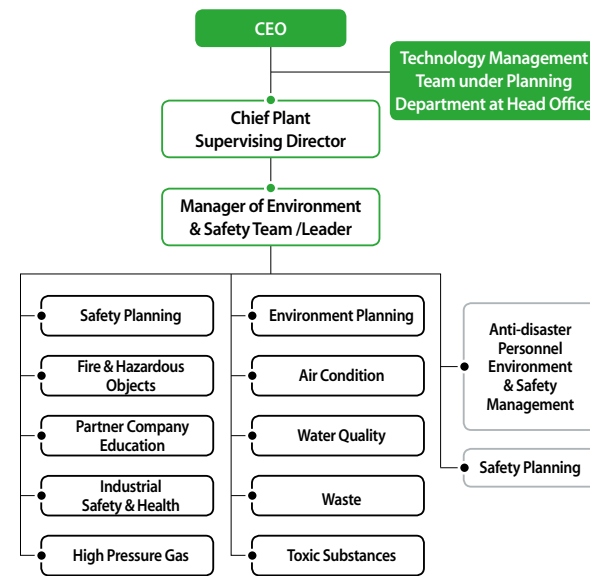 CEO
Technology Management
Team under Planning
Department at Head Office
Chief Plant
Supervising Director
Manager of Environment
& Safety Team /Leader
Safety Planning
Fire & Hazardous
Objects
Partner Company
Education
Industrial
Safety & Health
High Pressure Gas
Environment Planning
Air Condition
Water Quality
Waste
Toxic Substances
Anti-disaster
Personnel
Environment
& Safety
Management
Safety Planning